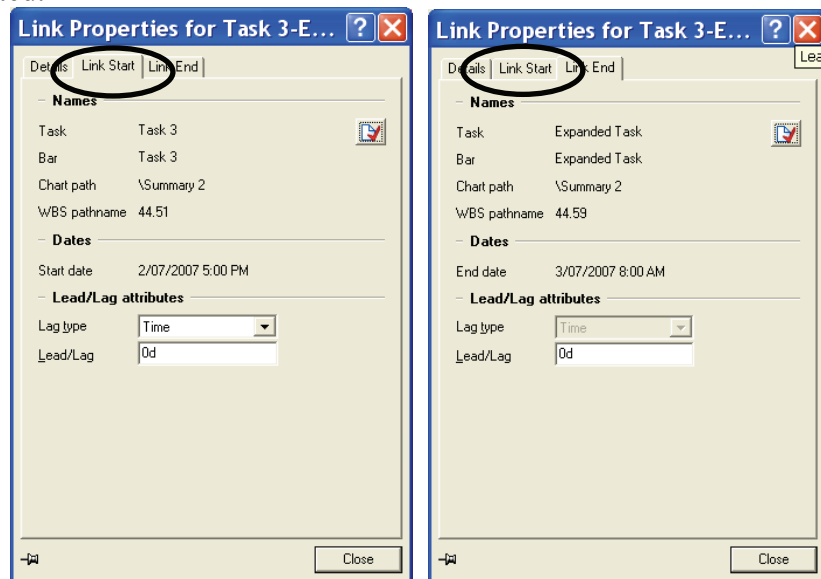 Link Properties for Task 3-E...
Details Link Start Link End
Names
Task Task 3
Bar Task 3
Chart path \Summary 2
WBS pathname 44.51
Dates
Start date 2/07/2007 5:00 PM
Lead/Lag attributes
Lag type Time
Lead/Lag 0d
Close
Link Properties for Task 3-E...
Lea
Details Link Start Link End
Names
Task Expanded Task
Bar Expanded Task
Chart path \Summary 2
WBS pathname 44.59
Dates
End date 3/07/2007 8:00 AM
Lead/Lag attributes
Lag type Time
Lead/Lag 0d
Close